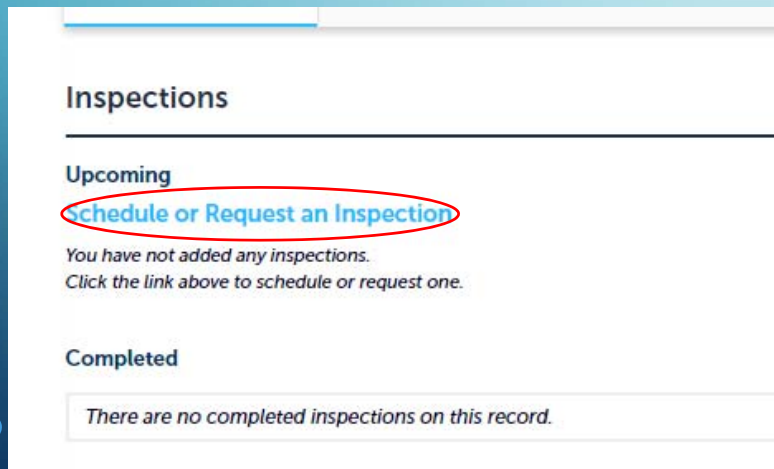 Inspections
Upcoming
Schedule or Request an Inspection
You have not added any inspections.
Click the link above to schedule or request one.
Completed
There are no completed inspections on this record.